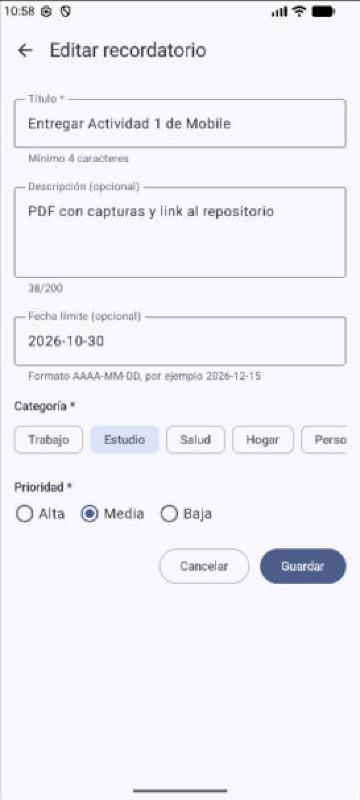 10:58
Editar recordatorio
Título *
Entregar Actividad 1 de Mobile
Mínimo 4 caracteres
Descripción (opcional)
PDF con capturas y link al repositorio
38/200
Fecha límite (opcional)
2026-10-30
Formato AAAA-MM-DD, por ejemplo 2026-12-15
Categoría *
Trabajo Estudio Salud Hogar Perso
Prioridad *
Alta Media Baja
Cancelar Guardar